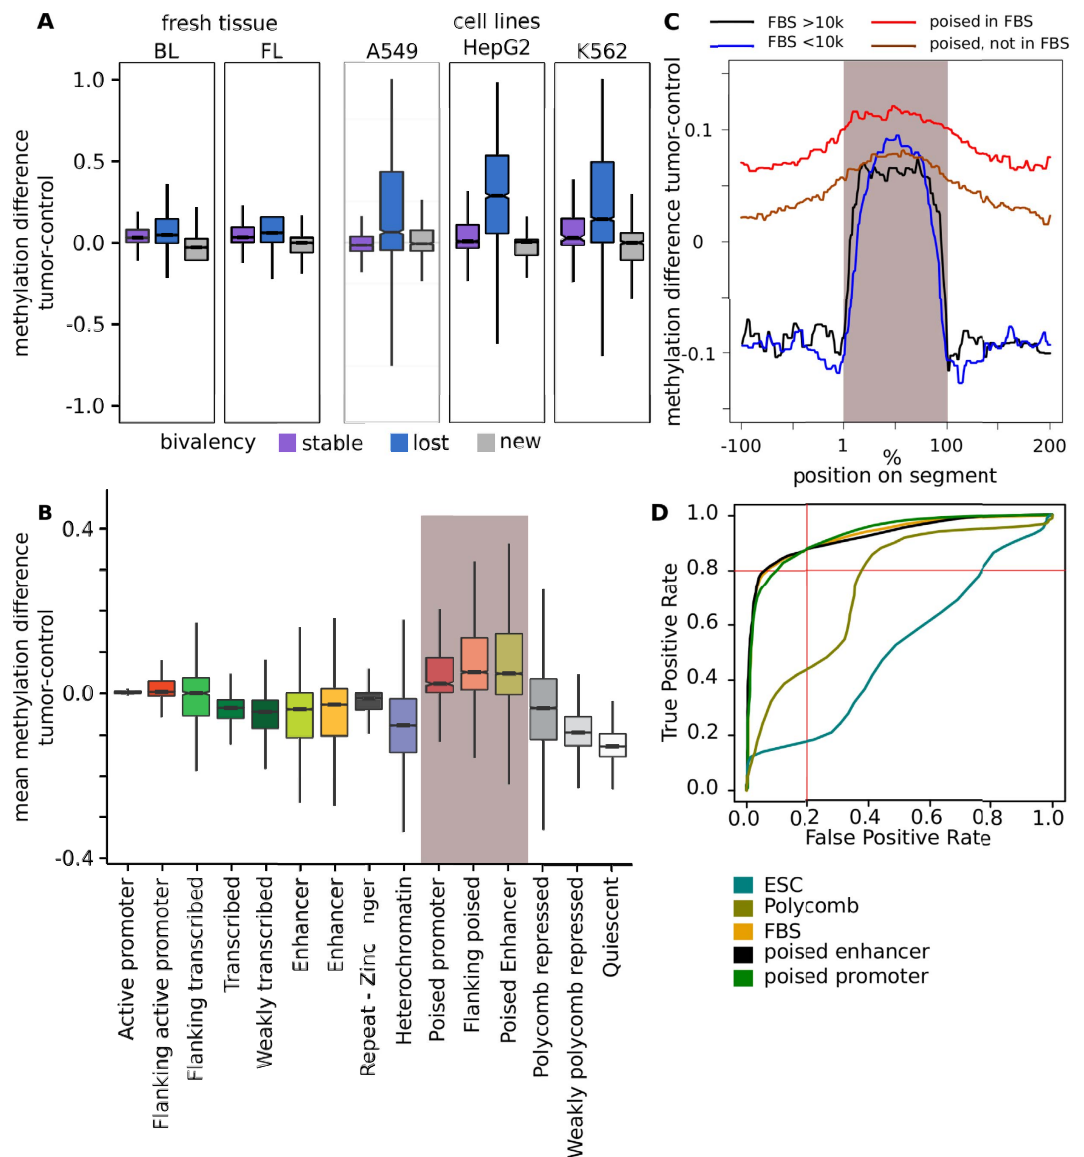 A
fresh tissue
cell lines
BL
FL
A549
HepG2
K562
methylation difference
tumor-control
1.0
0.5
0.0
-0.5
-1.0
bivalency
stable
lost
new
C
FBS >10k
FBS <10k
poised in FBS
poised, not in FBS
methylation difference tumor-control
0.1
0
-0.1
-100
1
100
200
%
position on segment
B
mean methylation difference
tumor-control
0.4
0.0
-0.4
Active promoter
Flanking active promoter
Flanking transcribed
Transcribed
Weakly transcribed
Enhancer
Enhancer
Repeat - Zinc nger
Heterochromatin
Poised promoter
Flanking poised
Poised Enhancer
Polycomb repressed
Weakly polycomb repressed
Quiescent
D
True Positive Rate
1.0
0.8
0.6
0.4
0.2
0.0
0.0
0.2
0.4
0.6
0.8
1.0
False Positive Rate
ESC
Polycomb
FBS
poised enhancer
poised promoter